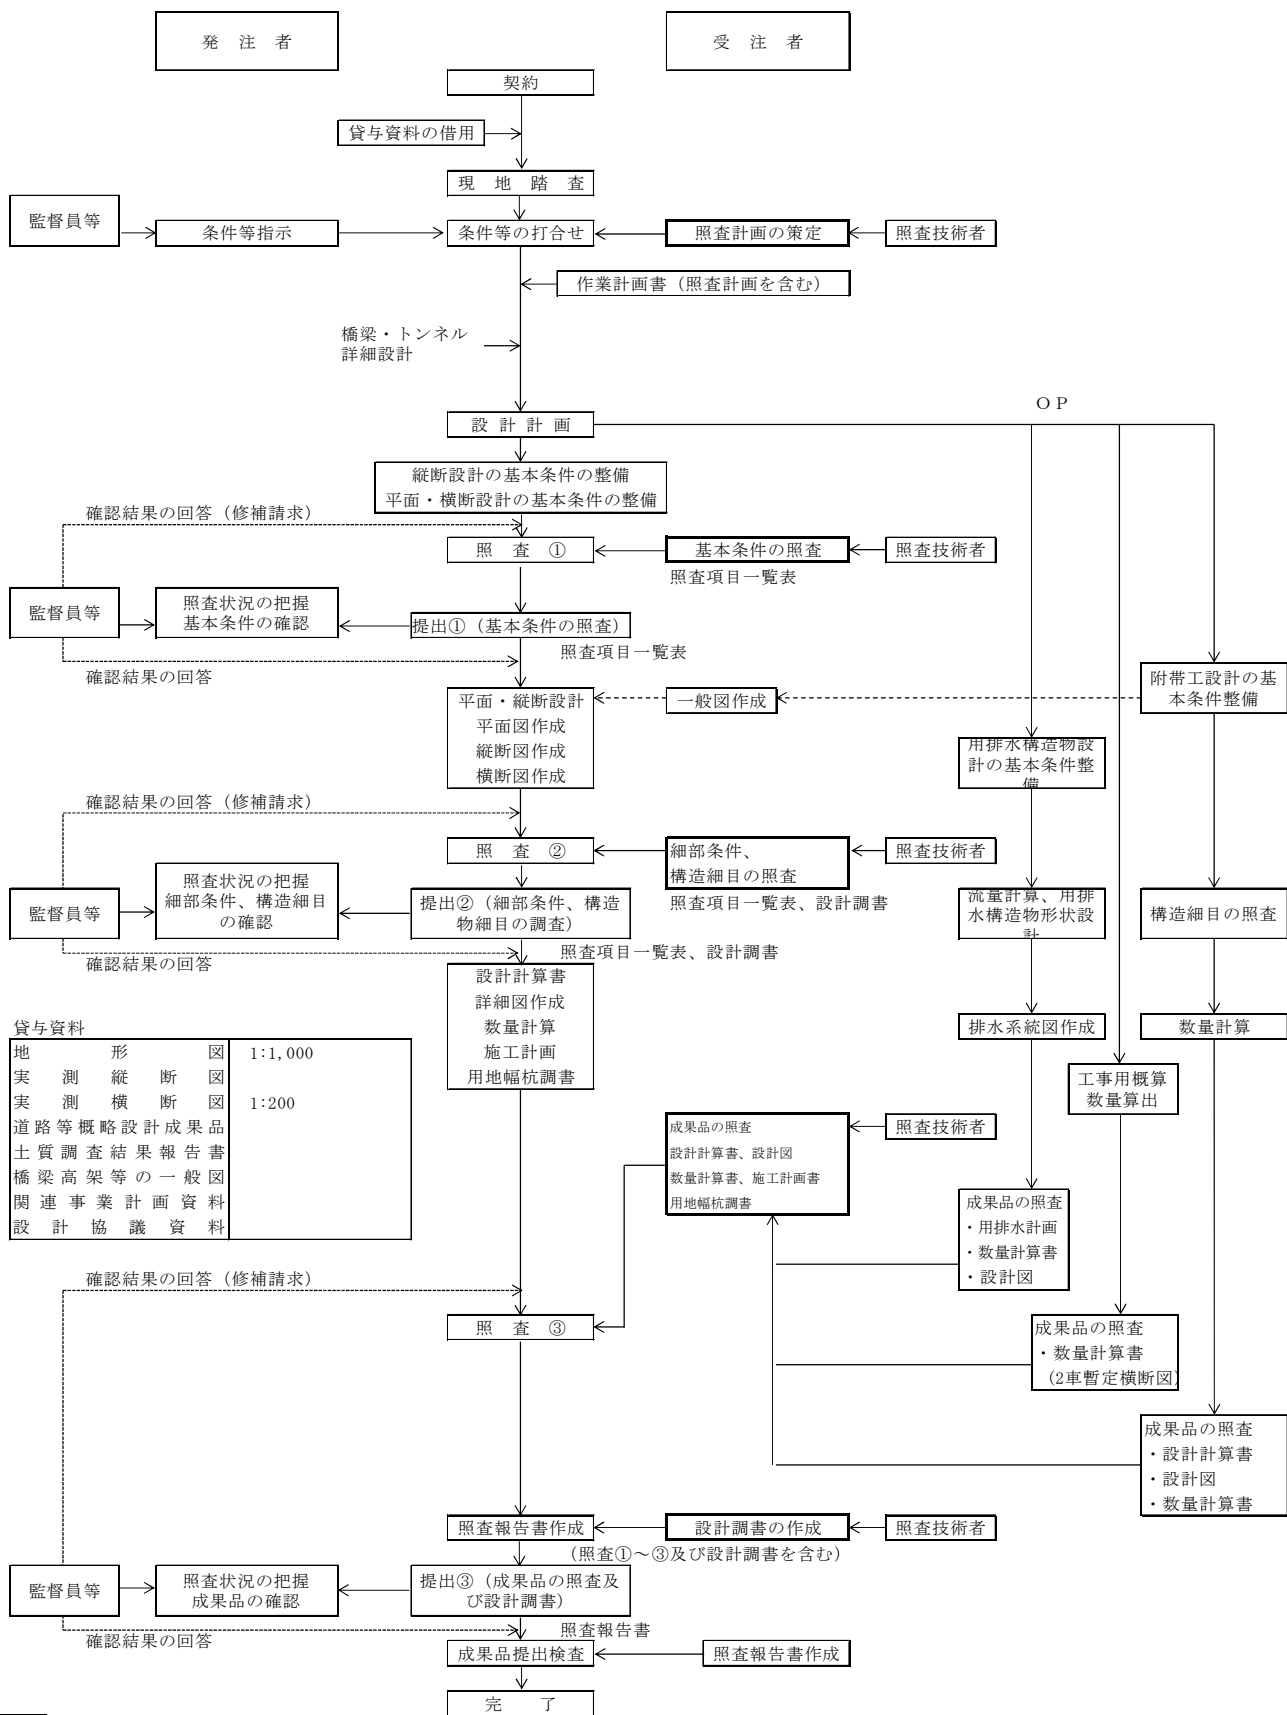 発 注 者
受 注 者
契約
貸与資料の借用
現 地 踏 査
監督員等
条件等指示
条件等の打合せ
照査計画の策定
照査技術者
作業計画書（照査計画を含む）
橋梁・トンネル
詳細設計
ＯＰ
設 計 計 画
縦断設計の基本条件の整備
平面・横断設計の基本条件の整備
確認結果の回答（修補請求）
照 査 ①
基本条件の照査
照査技術者
照査項目一覧表
監督員等
照査状況の把握
基本条件の確認
提出①（基本条件の照査）
照査項目一覧表
確認結果の回答
附帯工設計の基
本条件整備
平面・縦断設計
平面図作成
縦断図作成
横断図作成
一般図作成
用排水構造物設
計の基本条件整
備
確認結果の回答（修補請求）
照 査 ②
細部条件、
構造細目の照査
照査技術者
照査項目一覧表、設計調書
監督員等
照査状況の把握
細部条件、構造細目
の確認
提出②（細部条件、構造
物細目の調査）
流量計算、用排
水構造物形状設
計
構造細目の照査
照査項目一覧表、設計調書
確認結果の回答
設計計算書
詳細図作成
数量計算
施工計画
用地幅杭調書
排水系統図作成
数量計算
貸与資料
地 形 図 1:1,000
実 測 縦 断 図
実 測 横 断 図 1:200
道路等概略設計成果品
土質調査結果報告書
橋梁高架等の一般図
関連事業計画資料
設 計 協 議 資 料
工事用概算
数量算出
成果品の照査
設計計算書、設計図
数量計算書、施工計画書
用地幅杭調書
照査技術者
成果品の照査
・用排水計画
・数量計算書
・設計図
確認結果の回答（修補請求）
照 査 ③
成果品の照査
・数量計算書
（2車暫定横断図）
成果品の照査
・設計計算書
・設計図
・数量計算書
照査報告書作成
設計調書の作成
照査技術者
（照査①～③及び設計調書を含む）
監督員等
照査状況の把握
成果品の確認
提出③（成果品の照査及
び設計調書）
照査報告書
確認結果の回答
成果品提出検査
照査報告書作成
完 了